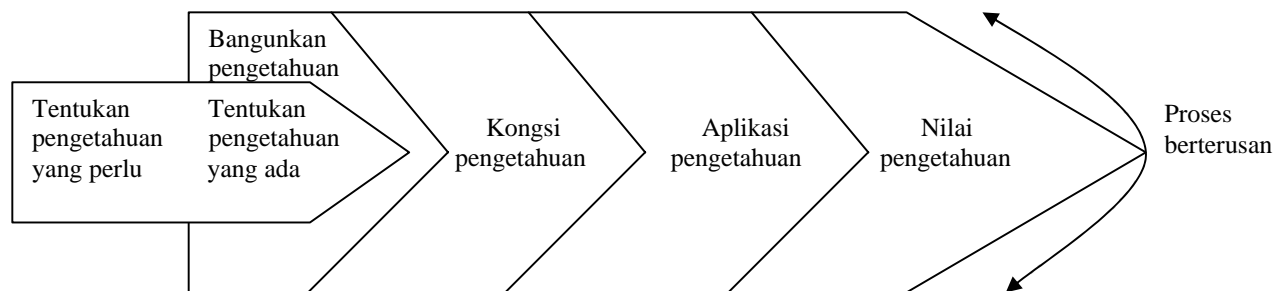 Bangunkan
pengetahuan
Tentukan
pengetahuan
yang perlu
Tentukan
pengetahuan
yang ada
Kongsi
pengetahuan
Aplikasi
pengetahuan
Nilai
pengetahuan
Proses
berterusan